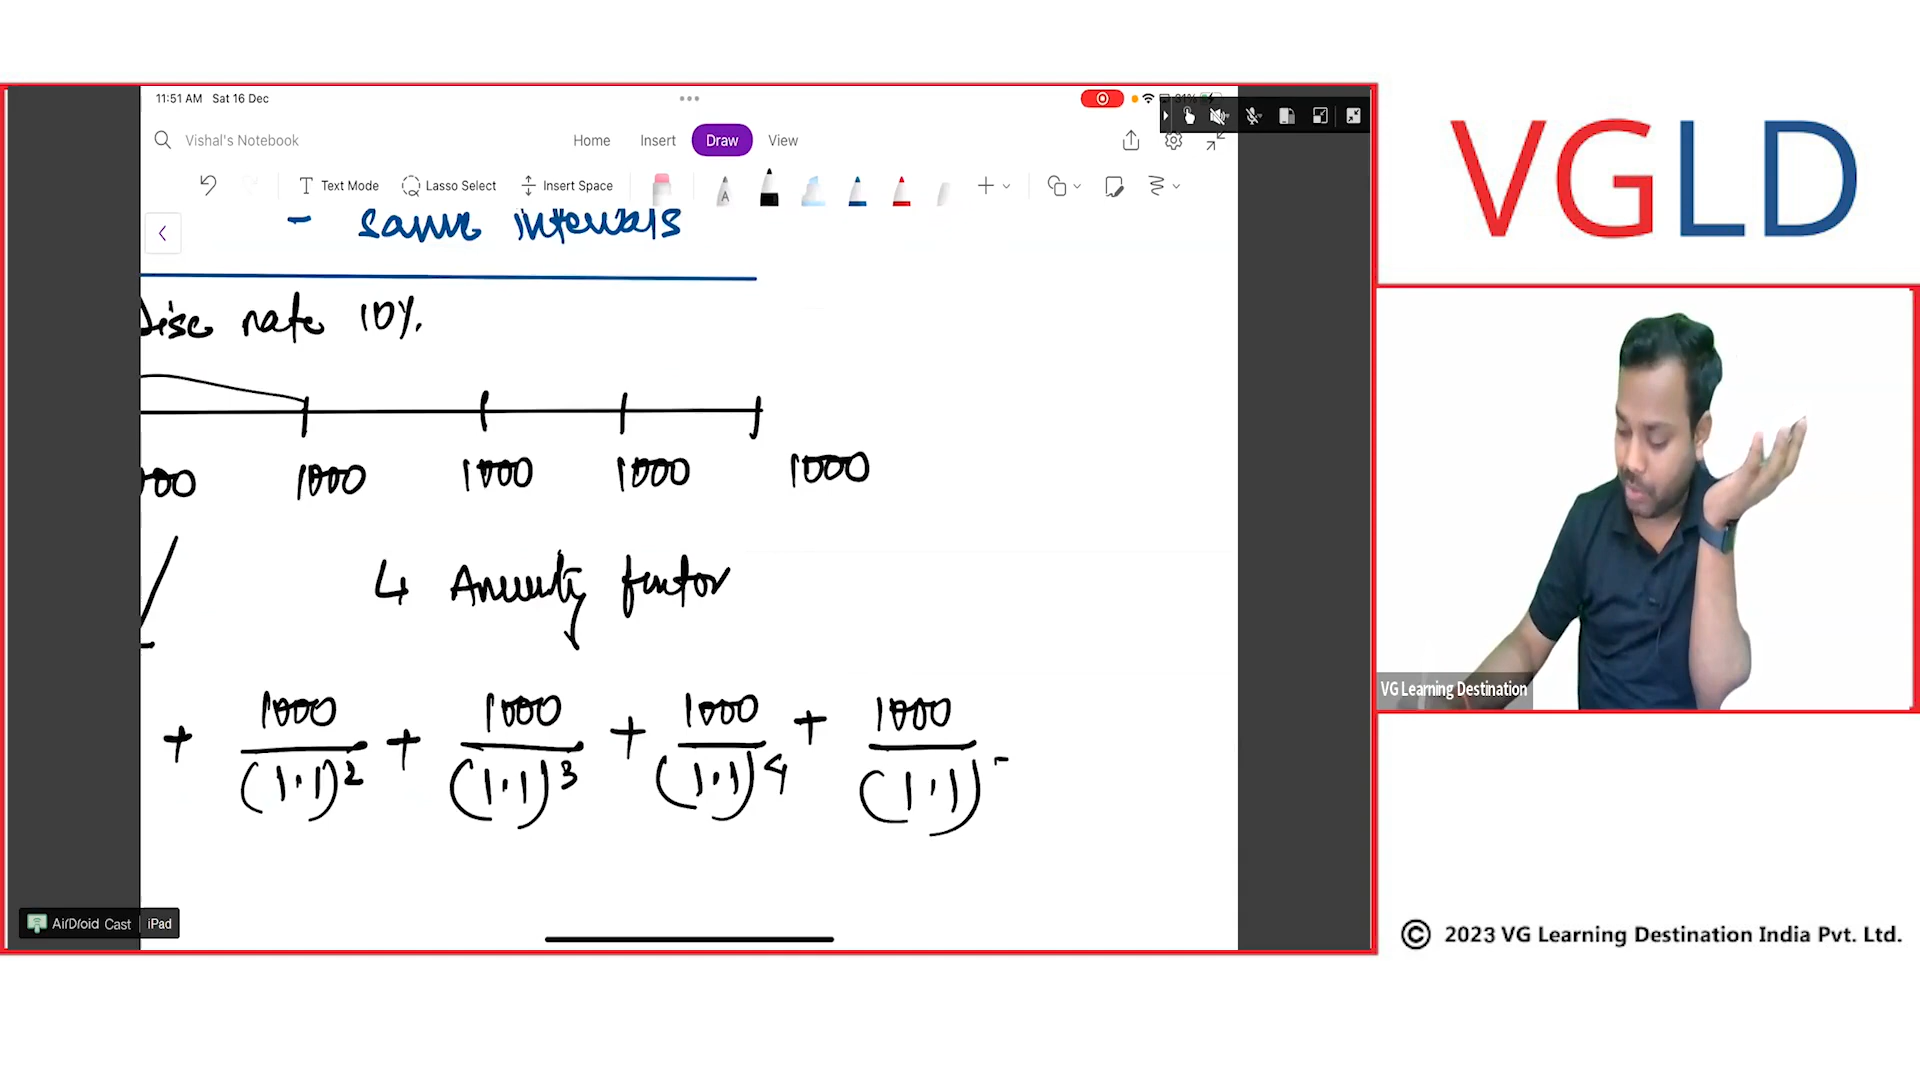 11:51 AM Sat 16 Dec
31%
Vishal's Notebook
Home Insert Draw View
Text Mode Lasso Select Insert Space
- same intervals
Disc rate 10%.
000 1000 1000 1000 1000
4 Annuity factor
+ 1000 + 1000 + 1000 + 1000
(1.1)2 (1.1)3 (1.1)4 (1.1)
AirDroid Cast iPad
VGLD
VG Learning Destination
© 2023 VG Learning Destination India Pvt. Ltd.